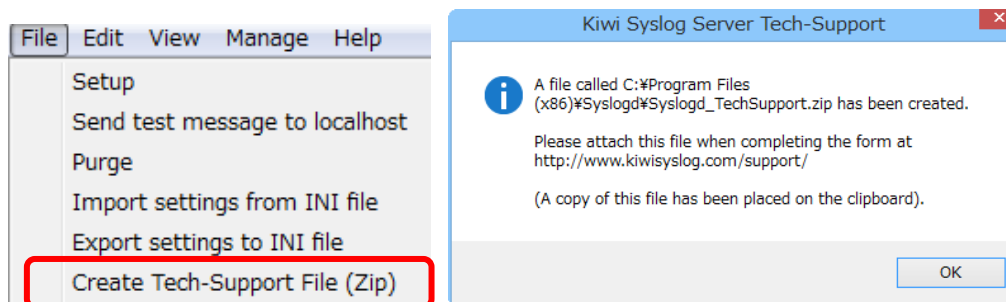 File Edit View Manage Help
Setup
Send test message to localhost
Purge
Import settings from INI file
Export settings to INI file
Create Tech-Support File (Zip)
Kiwi Syslog Server Tech-Support
A file called C:¥Program Files
(x86)¥Syslogd¥Syslogd_TechSupport.zip has been created.
Please attach this file when completing the form at
http://www.kiwisyslog.com/support/
(A copy of this file has been placed on the clipboard).
OK